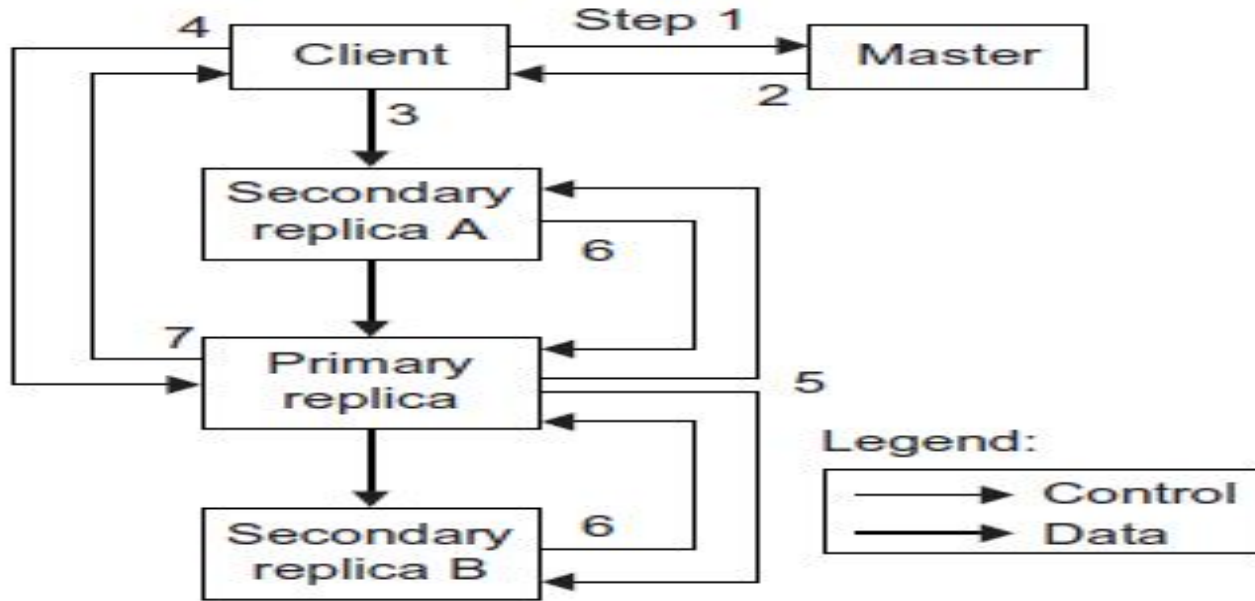 4
Step 1
Client
Master
2
3
Secondary
replica A
6
7
Primary
replica
5
Legend:
Control
Data
6
Secondary
replica B